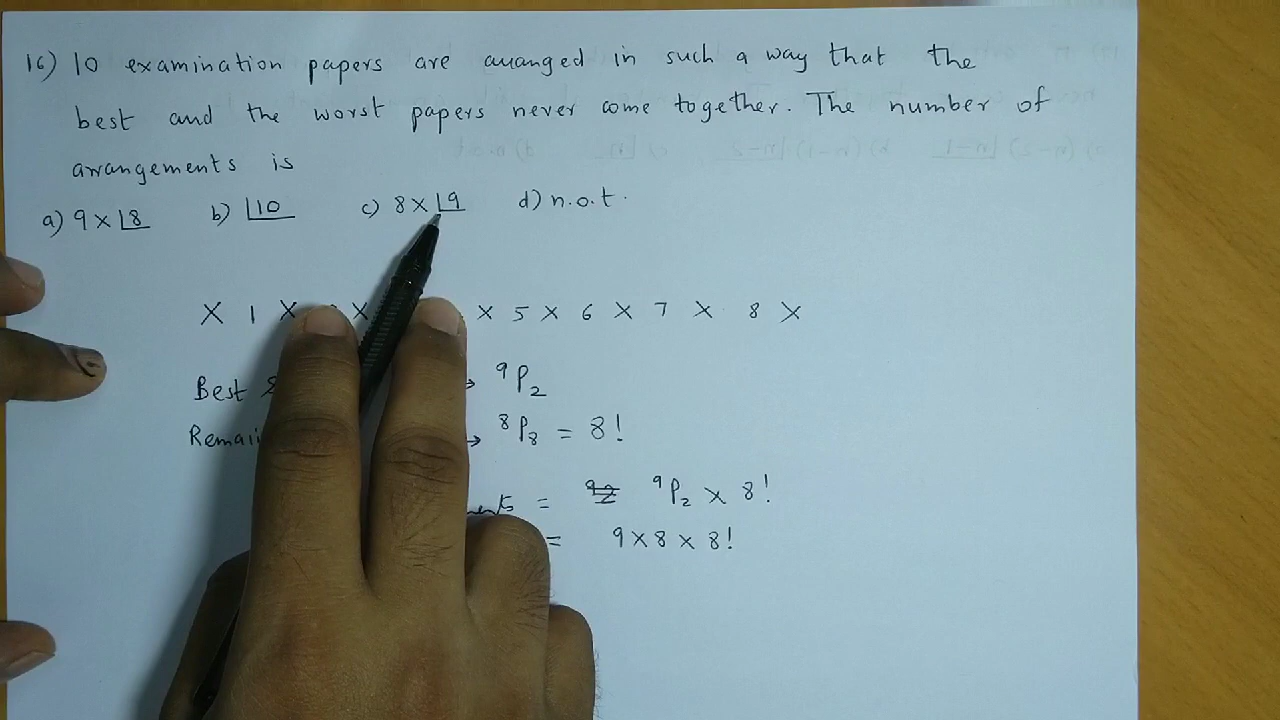 16) 10 examination papers are arranged in such a way that the
best and the worst papers never come together. The number of
arrangements is
a) 9 × ⌊8 b) ⌊10 c) 8 × ⌊9 d) n.o.t.
X 1 X X X 5 X 6 X 7 X 8 X
Best → ⁹P₂
→ ⁸P₈ = 8!
= ⁹P₂ × 8!
= 9 × 8 × 8!